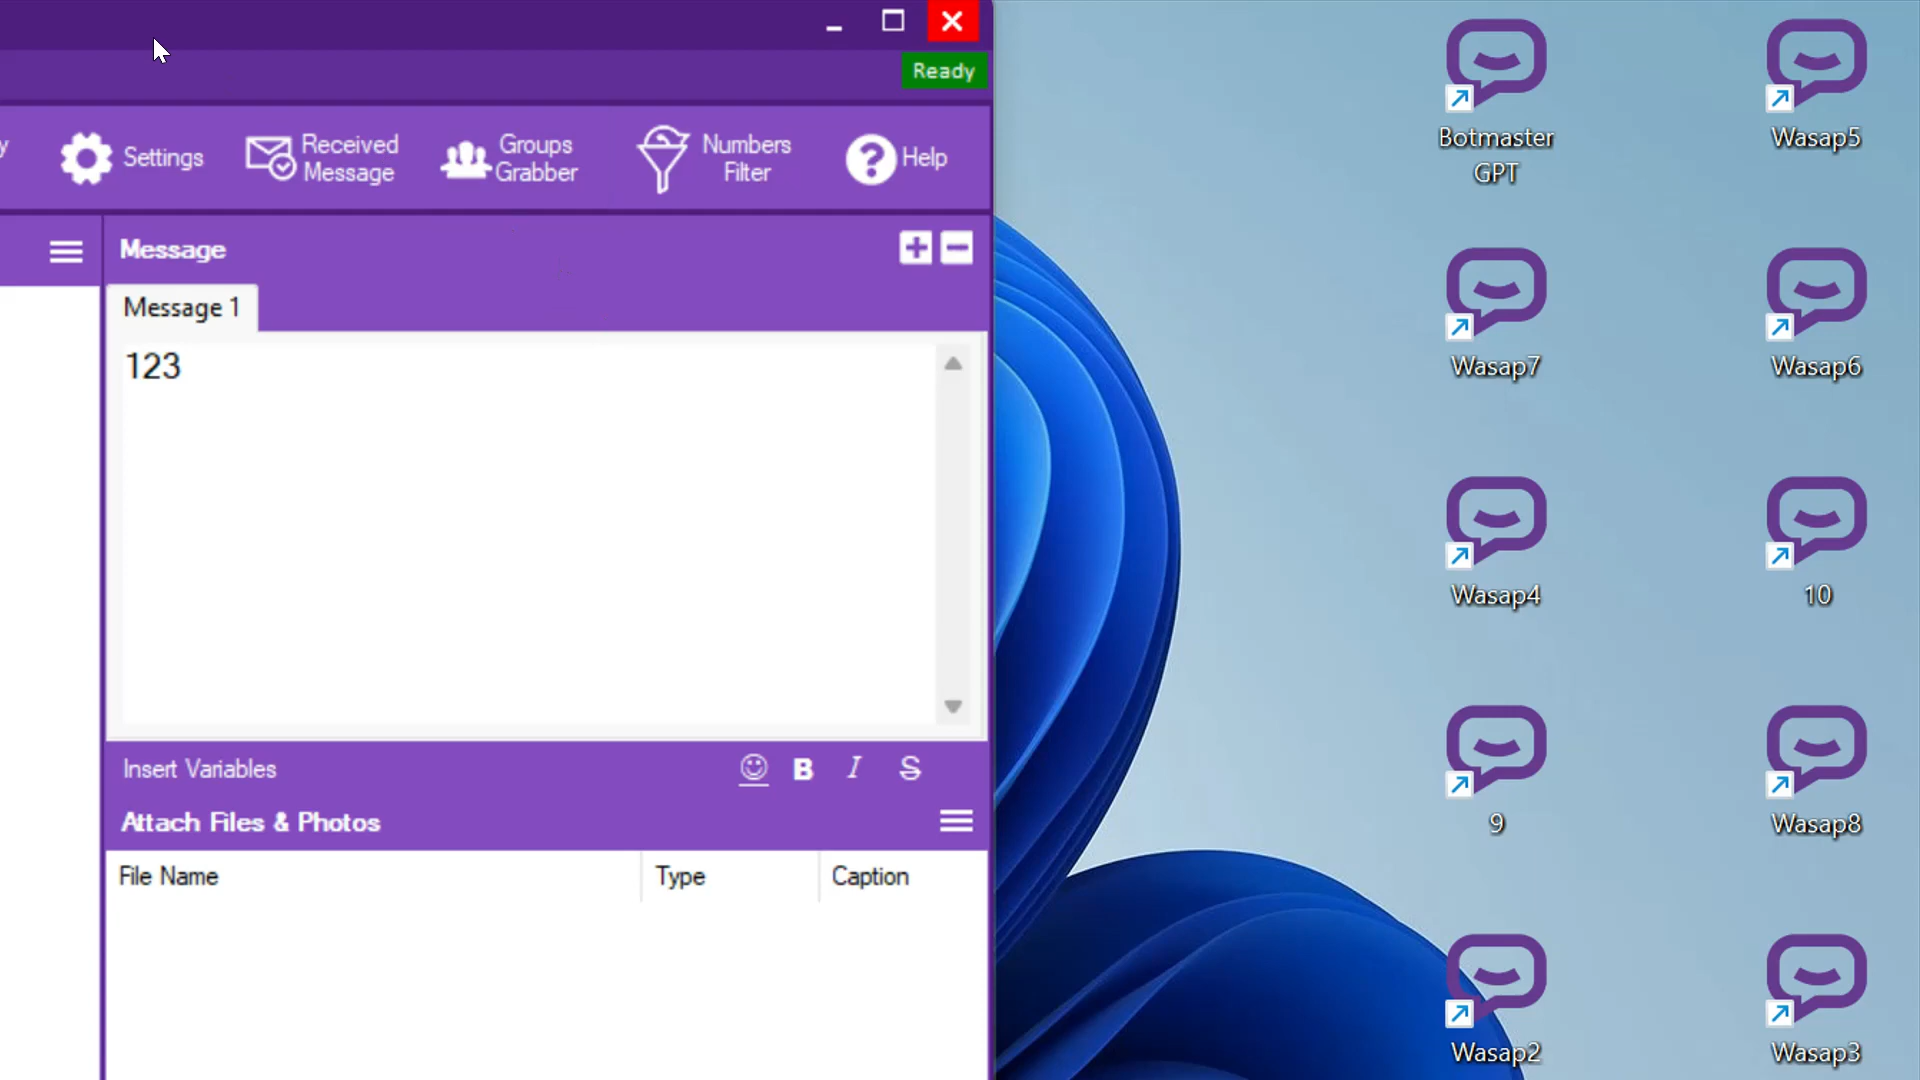 Ready
y
Settings
Received
Message
Groups
Grabber
Numbers
Filter
Help
Message
Message 1
123
Insert Variables
B I S
Attach Files & Photos
File Name Type Caption
Botmaster
GPT
Wasap5
Wasap7
Wasap6
Wasap4
10
9
Wasap8
Wasap2
Wasap3